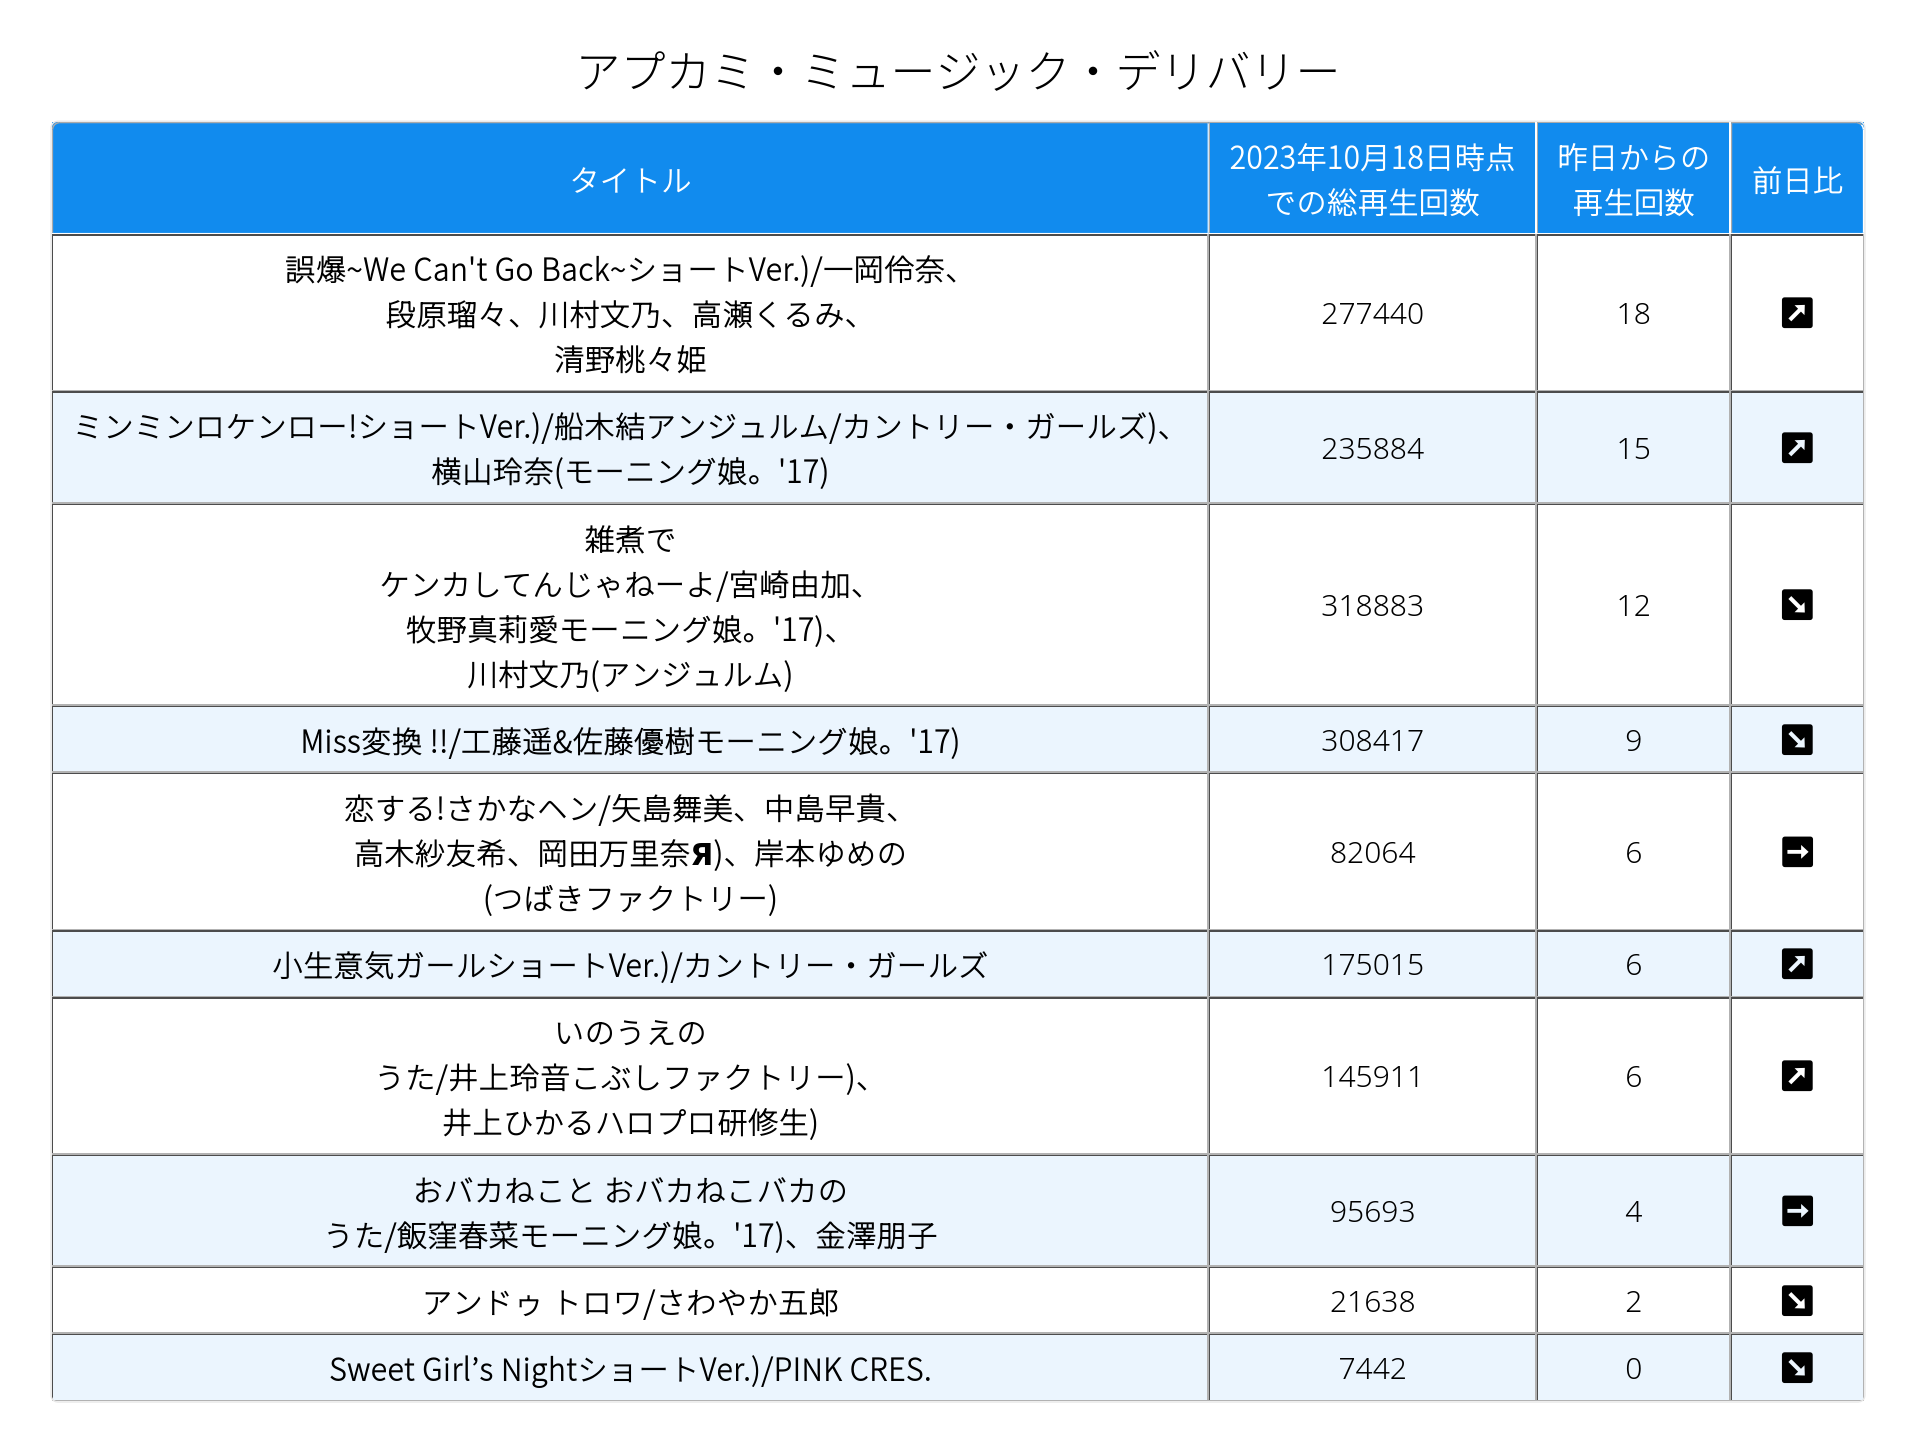 アプカミ・ミュージック・デリバリー
タイトル
2023年10月18日時点
での総再生回数
昨日からの
再生回数
前日比
誤爆~We Can't Go Back~ショートVer.)/一岡伶奈、
段原瑠々、川村文乃、高瀬くるみ、
清野桃々姫
277440
18
ミンミンロケンロー!ショートVer.)/船木結アンジュルム/カントリー・ガールズ)、
横山玲奈(モーニング娘。'17)
235884
15
雑煮で
ケンカしてんじゃねーよ/宮崎由加、
牧野真莉愛モーニング娘。'17)、
川村文乃(アンジュルム)
318883
12
Miss変換 !!/工藤遥&佐藤優樹モーニング娘。'17)
308417
9
恋する!さかなヘン/矢島舞美、中島早貴、
高木紗友希、岡田万里奈Я)、岸本ゆめの
(つばきファクトリー)
82064
6
小生意気ガールショートVer.)/カントリー・ガールズ
175015
6
いのうえの
うた/井上玲音こぶしファクトリー)、
井上ひかるハロプロ研修生)
145911
6
おバカねこと おバカねこバカの
うた/飯窪春菜モーニング娘。'17)、金澤朋子
95693
4
アンドゥ トロワ/さわやか五郎
21638
2
Sweet Girl’s NightショートVer.)/PINK CRES.
7442
0